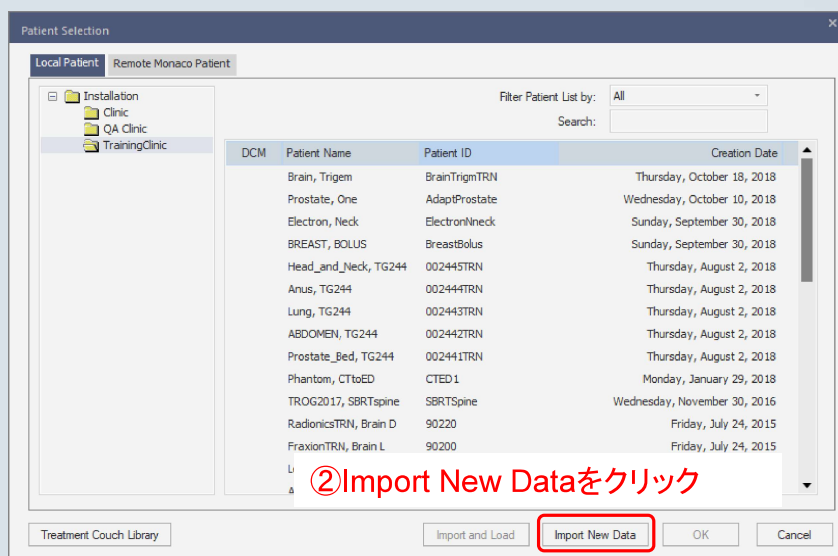 Patient Selection
Local Patient Remote Monaco Patient
Installation
Clinic
QA Clinic
TrainingClinic
Filter Patient List by: All
Search:
DCM Patient Name Patient ID Creation Date
Brain, Trigem BrainTrigmTRN Thursday, October 18, 2018
Prostate, One AdaptProstate Wednesday, October 10, 2018
Electron, Neck ElectronNneck Sunday, September 30, 2018
BREAST, BOLUS BreastBolus Sunday, September 30, 2018
Head_and_Neck, TG244 002445TRN Thursday, August 2, 2018
Anus, TG244 002444TRN Thursday, August 2, 2018
Lung, TG244 002443TRN Thursday, August 2, 2018
ABDOMEN, TG244 002442TRN Thursday, August 2, 2018
Prostate_Bed, TG244 002441TRN Thursday, August 2, 2018
Phantom, CTtoED CTED1 Monday, January 29, 2018
TROG2017, SBRTspine SBRTSpine Wednesday, November 30, 2016
RadionicsTRN, Brain D 90220 Friday, July 24, 2015
FraxionTRN, Brain L 90200 Friday, July 24, 2015
②Import New Dataをクリック
Treatment Couch Library Import and Load Import New Data OK Cancel